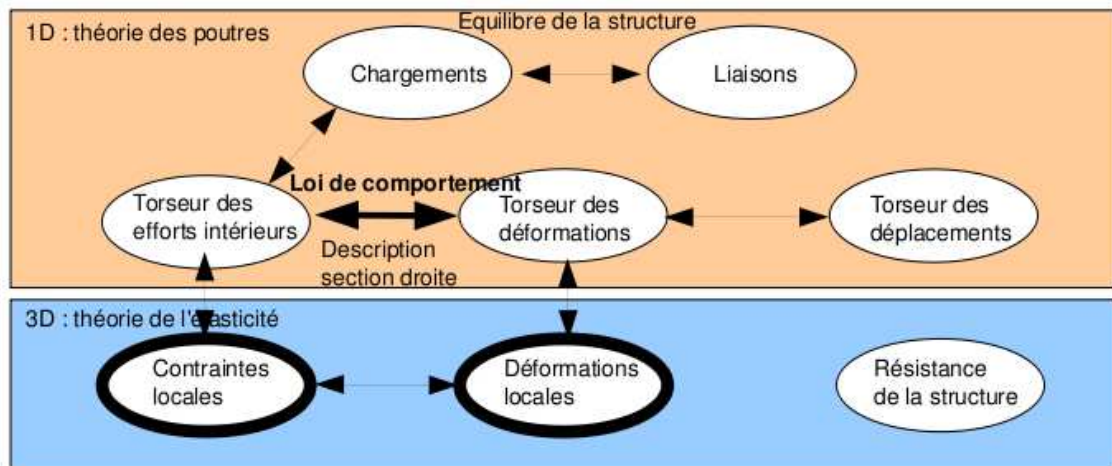 Equilibre de la structure
1D : théorie des poutres
Chargements
Liaisons
Loi de comportement
Torseur des
efforts intérieurs
Torseur des
déformations
Torseur des
déplacements
Description
section droite
3D : théorie de l'élasticité
Contraintes
locales
Déformations
locales
Résistance
de la structure